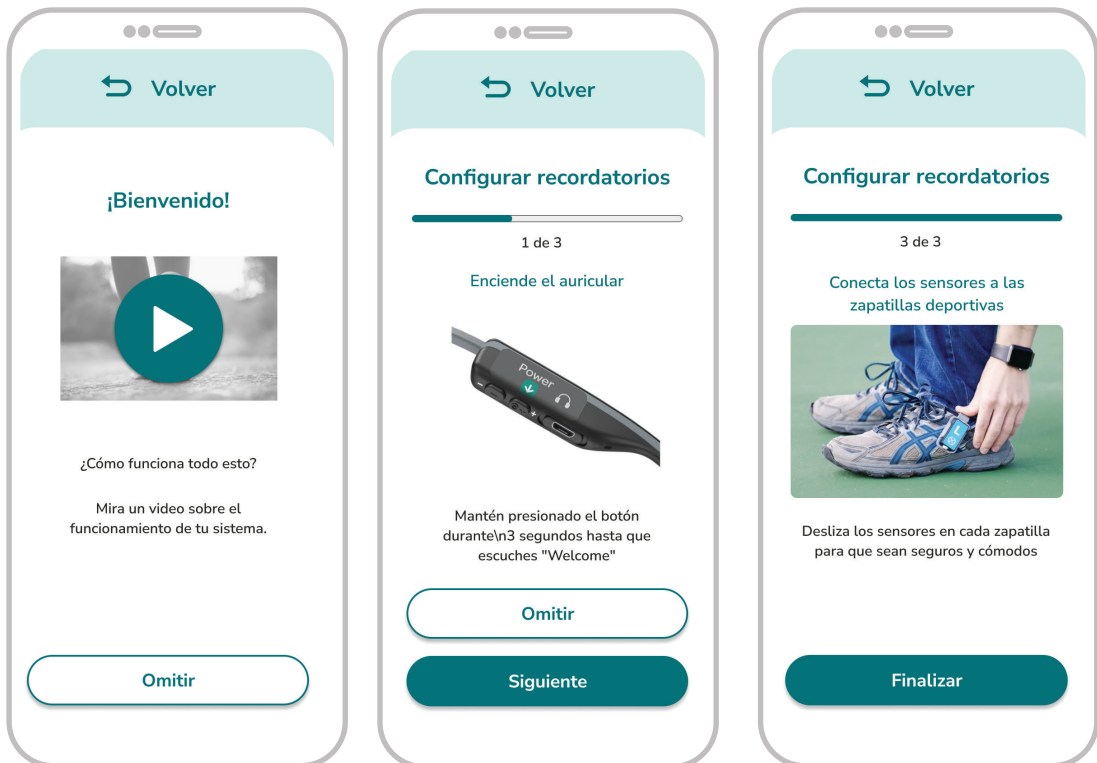 Volver
¡Bienvenido!
¿Cómo funciona todo esto?
Mira un video sobre el
funcionamiento de tu sistema.
Omitir
Volver
Configurar recordatorios
1 de 3
Enciende el auricular
Power
-
+
Mantén presionado el botón
durante\n3 segundos hasta que
escuches "Welcome"
Omitir
Siguiente
Volver
Configurar recordatorios
3 de 3
Conecta los sensores a las
zapatillas deportivas
L
Desliza los sensores en cada zapatilla
para que sean seguros y cómodos
Finalizar